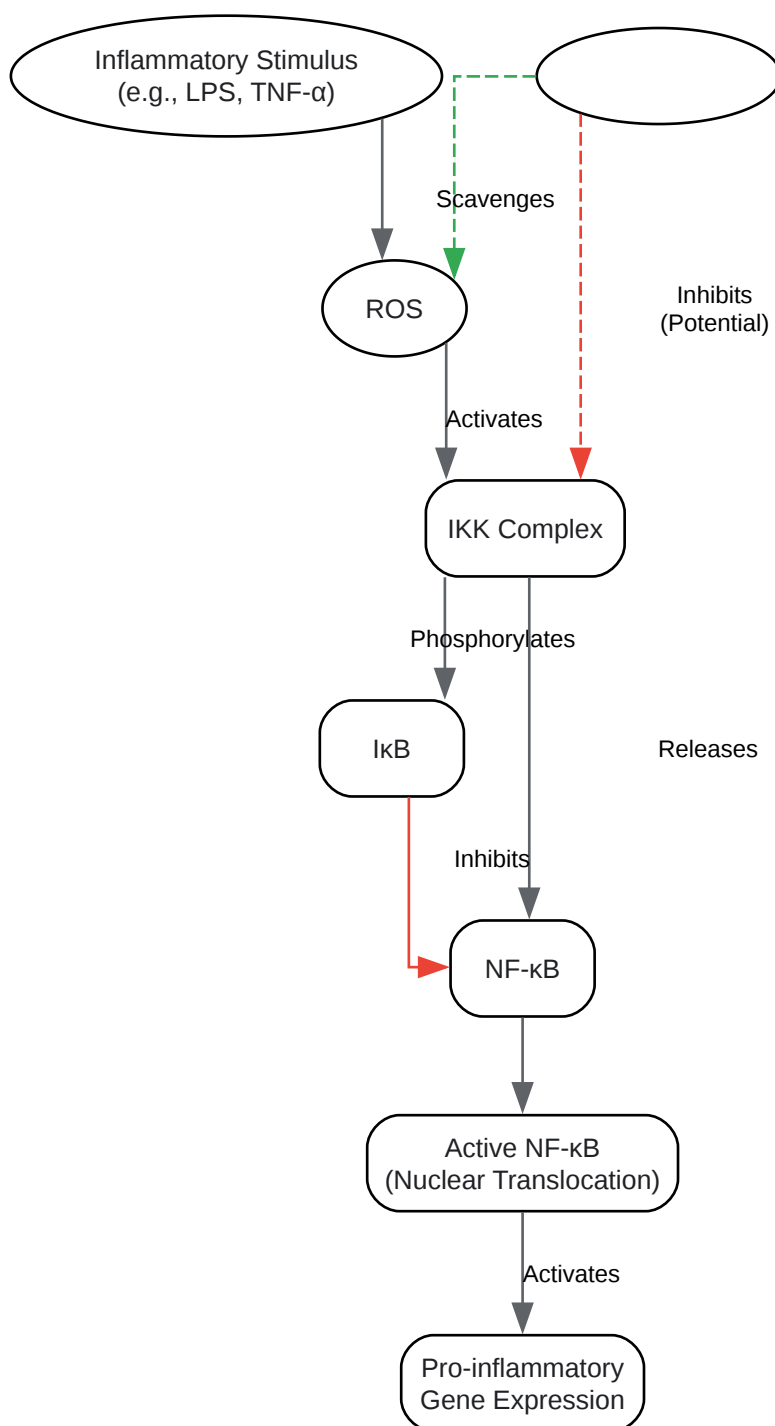 Inflammatory Stimulus
(e.g., LPS, TNF-α)
Scavenges
ROS
Inhibits
(Potential)
Activates
IKK Complex
Phosphorylates
IκB
Releases
Inhibits
NF-κB
Active NF-κB
(Nuclear Translocation)
Activates
Pro-inflammatory
Gene Expression